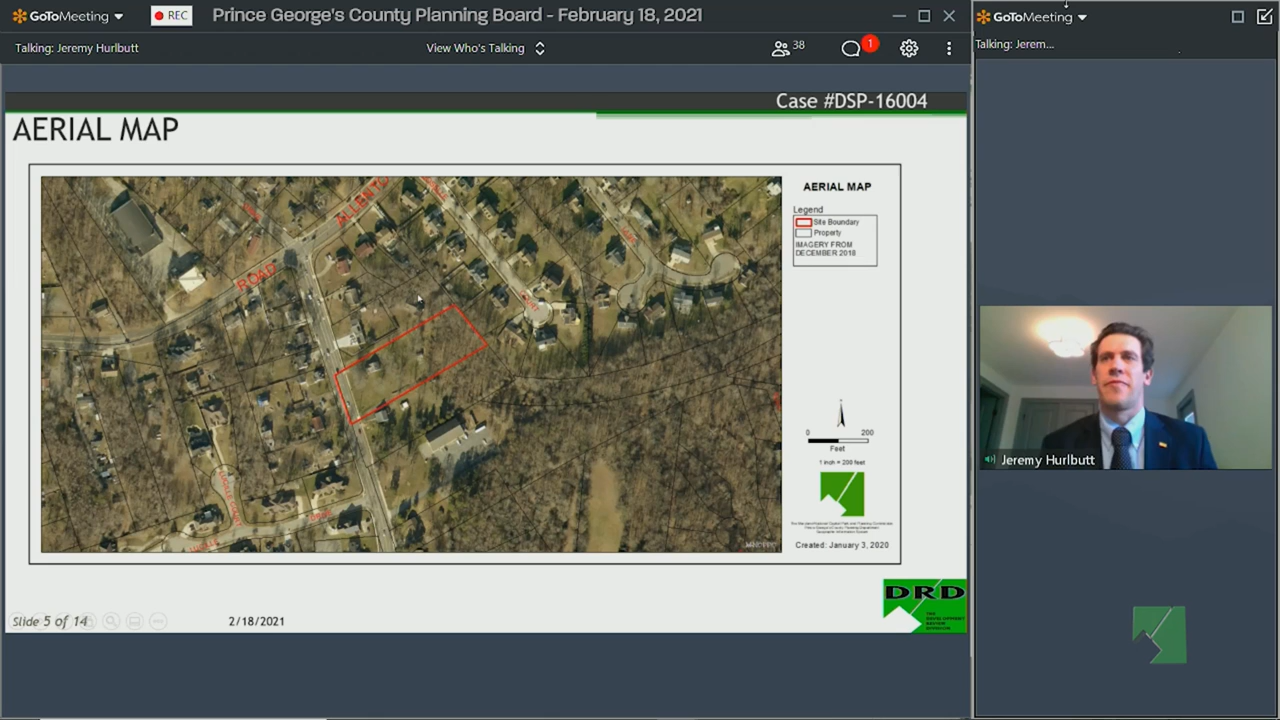 GoToMeeting
REC
Prince George's County Planning Board - February 18, 2021
Talking: Jeremy Hurlbutt
View Who's Talking
38
1
Case #DSP-16004
AERIAL MAP
AERIAL MAP
Legend
Site Boundary
Property
IMAGERY FROM
DECEMBER 2018
ROAD
0 200
Feet
1 inch = 200 feet
Created: January 3, 2020
Slide 5 of 14
2/18/2021
DRD
GoToMeeting
Talking: Jerem...
Jeremy Hurlbutt